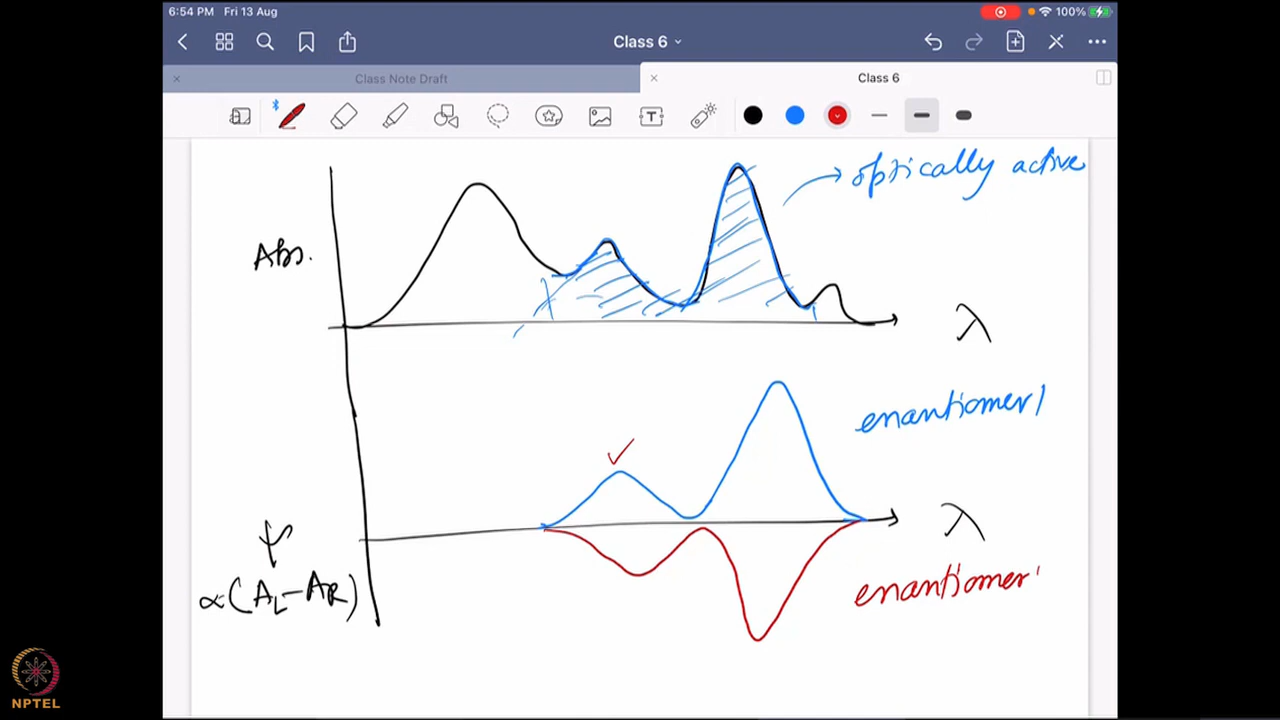 6:54 PM Fri 13 Aug
100%
Class 6
Class Note Draft
Class 6
T
optically active
Abs.
λ
enantiomer 1
ψ
∝(A_L-A_R)
λ
enantiomer
NPTEL